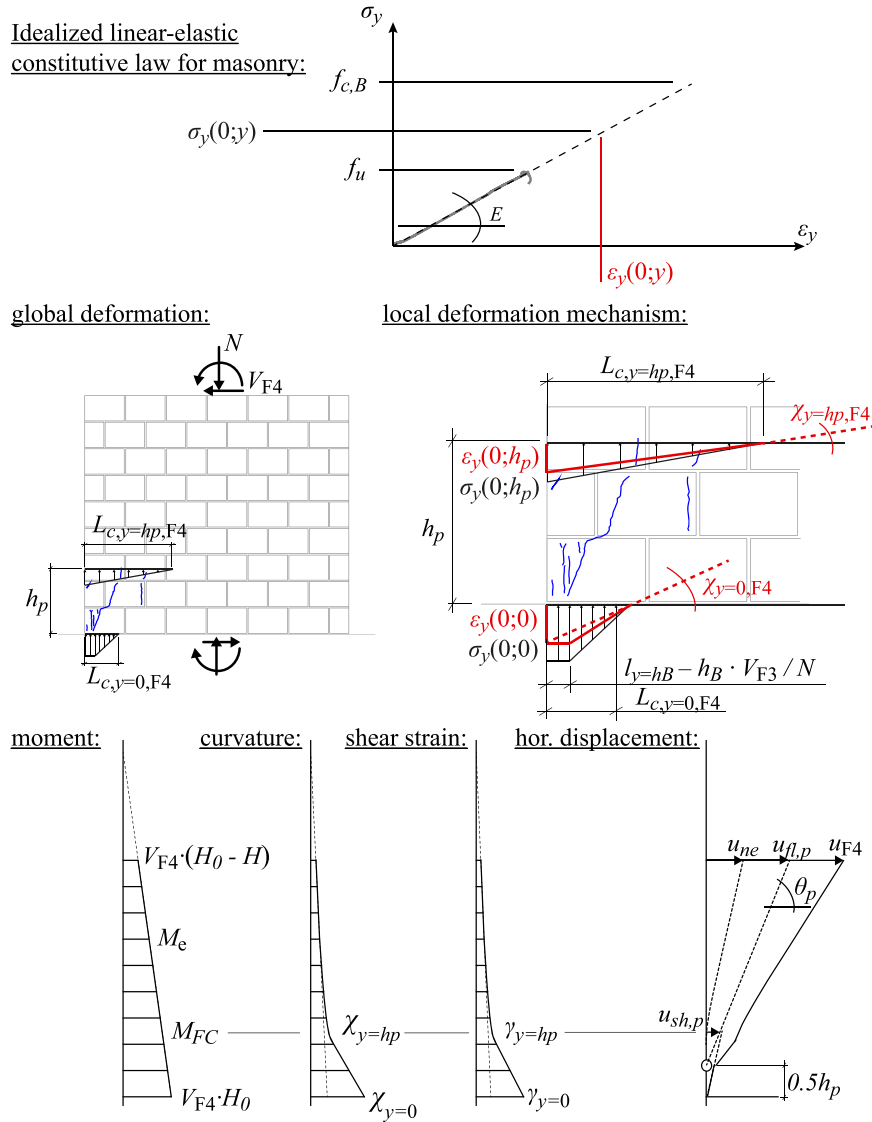 Idealized linear-elastic
constitutive law for masonry:
σy
fc,B
σy(0;y)
fu
E
εy
εy(0;y)
global deformation:
local deformation mechanism:
N
VF4
Lc,y=hp,F4
hp
Lc,y=0,F4
Lc,y=hp,F4
χy=hp,F4
εy(0;hp)
σy(0;hp)
hp
χy=0,F4
εy(0;0)
σy(0;0)
ly=hB – hB · VF3 / N
Lc,y=0,F4
moment:
curvature:
shear strain:
hor. displacement:
VF4·(H0 - H)
une
ufl,p
uF4
θp
Me
MFC
χy=hp
γy=hp
ush,p
VF4·H0
χy=0
γy=0
0.5hp